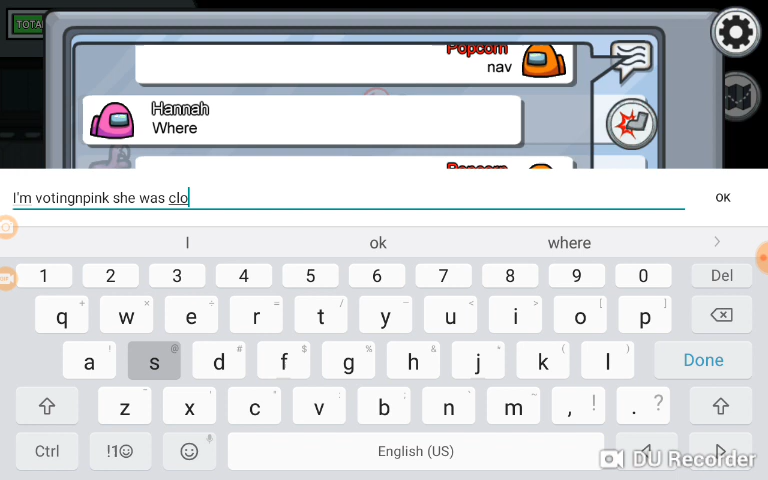 TOTA
Popcorn
nav
Hannah
Where
Popcorn
I'm votingnpink she was clo
OK
I ok where
1 2 3 4 5 6 7 8 9 0 Del
q + w × e ÷ r = t / y _ u < i > o [ p ]
a ! s @ d # f $ g % h & j * k ( l ) Done
z - x ' c " v : b ; n , m _ , ! . ?
Ctrl !1☺ English (US)
DU Recorder